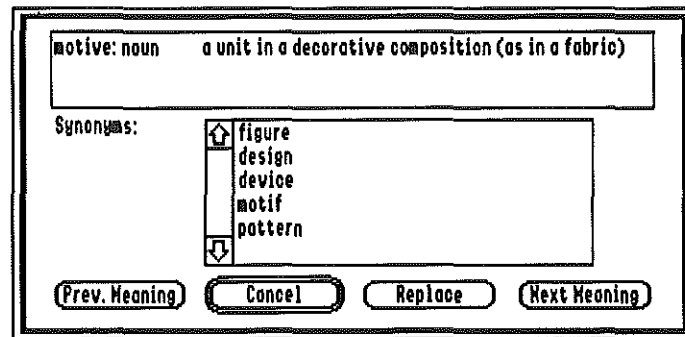 motive: noun a unit in a decorative composition (as in a fabric)
Synonyms:
figure
design
device
motif
pattern
Prev. Meaning Cancel Replace Next Meaning